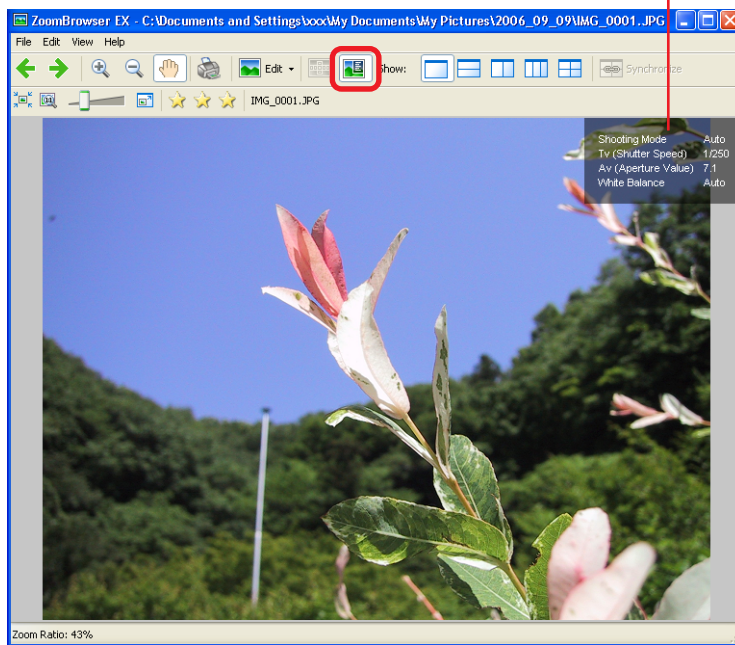 ZoomBrowser EX - C:\Documents and Settings\xxx\My Documents\My Pictures\2006_09_09\IMG_0001.JPG
File Edit View Help
Edit Show: Synchronize
IMG_0001.JPG
Shooting Mode Auto
Tv (Shutter Speed) 1/250
Av (Aperture Value) 7.1
White Balance Auto
Zoom Ratio: 43%